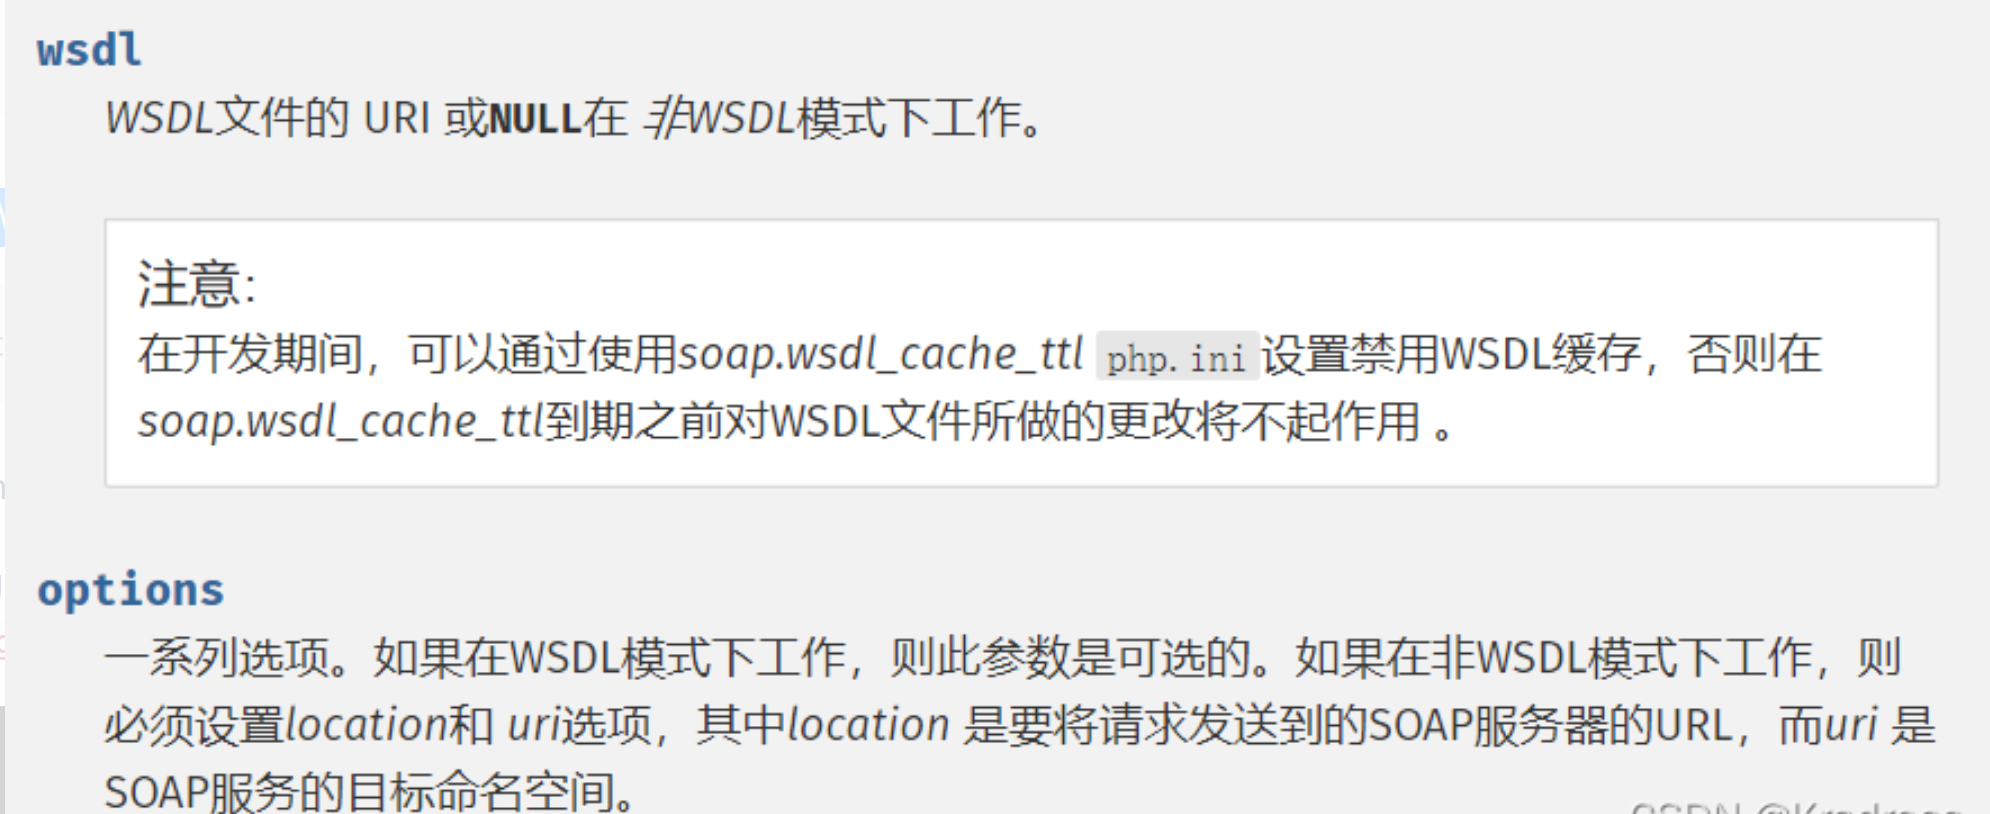 wsdl
WSDL文件的 URI 或NULL在 非WSDL模式下工作。
注意:
在开发期间，可以通过使用soap.wsdl_cache_ttl php.ini设置禁用WSDL缓存，否则在
soap.wsdl_cache_ttl到期之前对WSDL文件所做的更改将不起作用 。
options
一系列选项。如果在WSDL模式下工作，则此参数是可选的。如果在非WSDL模式下工作，则
必须设置location和 uri选项，其中location 是要将请求发送到的SOAP服务器的URL，而uri 是
SOAP服务的目标命名空间。